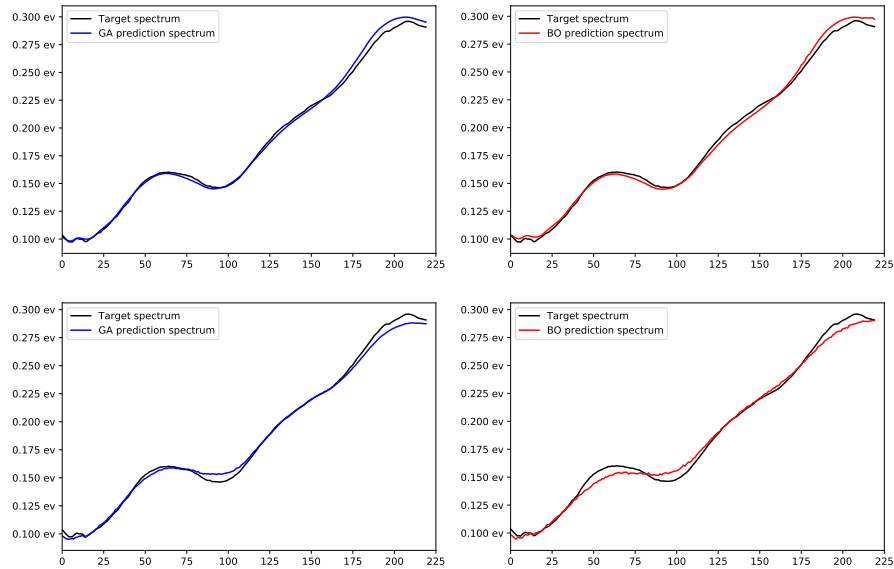 Target spectrum
GA prediction spectrum
0.300 ev
0.275 ev
0.250 ev
0.225 ev
0.200 ev
0.175 ev
0.150 ev
0.125 ev
0.100 ev
0 25 50 75 100 125 150 175 200 225
Target spectrum
BO prediction spectrum
0.300 ev
0.275 ev
0.250 ev
0.225 ev
0.200 ev
0.175 ev
0.150 ev
0.125 ev
0.100 ev
0 25 50 75 100 125 150 175 200 225
Target spectrum
GA prediction spectrum
0.300 ev
0.275 ev
0.250 ev
0.225 ev
0.200 ev
0.175 ev
0.150 ev
0.125 ev
0.100 ev
0 25 50 75 100 125 150 175 200 225
Target spectrum
BO prediction spectrum
0.300 ev
0.275 ev
0.250 ev
0.225 ev
0.200 ev
0.175 ev
0.150 ev
0.125 ev
0.100 ev
0 25 50 75 100 125 150 175 200 225